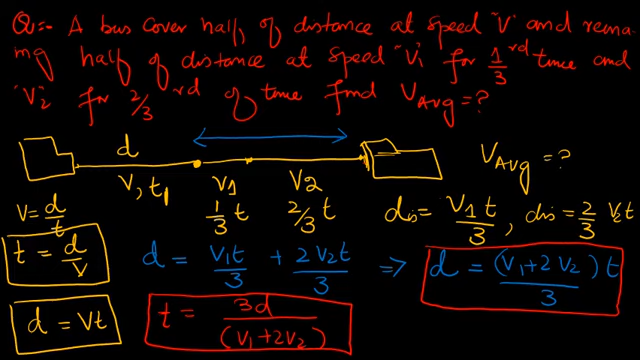 Q:- A bus cover half of distance at speed "V" and rema-
ing half of distance at speed "V1 for 1/3 rd time and
'V2' for 2/3 rd of time find VAvg = ?
d
V, t1
V1
V2
VAvg = ?
V = d/t
1/3 t
2/3 t
dis = V1t/3 , dis = 2/3 V2t
t = d/V
d = V1t/3 + 2V2t/3 => d = (V1+2V2)t/3
d = Vt
t = 3d/(V1+2V2)